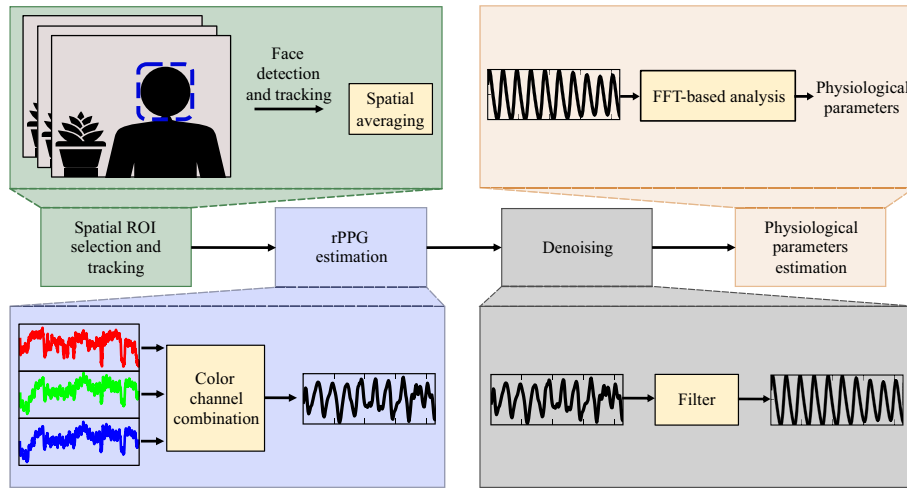 Face
detection
and tracking
Spatial
averaging
FFT-based analysis
Physiological
parameters
Spatial ROI
selection and
tracking
rPPG
estimation
Denoising
Physiological
parameters
estimation
Color
channel
combination
Filter